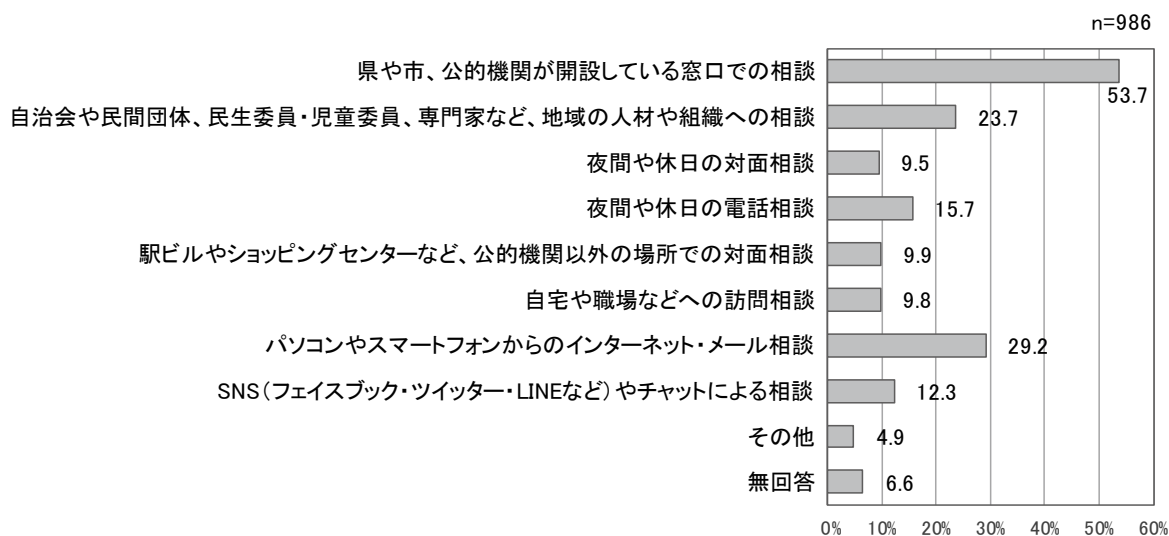 n=986
県や市、公的機関が開設している窓口での相談
53.7
自治会や民間団体、民生委員・児童委員、専門家など、地域の人材や組織への相談
23.7
夜間や休日の対面相談
9.5
夜間や休日の電話相談
15.7
駅ビルやショッピングセンターなど、公的機関以外の場所での対面相談
9.9
自宅や職場などへの訪問相談
9.8
パソコンやスマートフォンからのインターネット・メール相談
29.2
SNS(フェイスブック・ツイッター・LINEなど)やチャットによる相談
12.3
その他
4.9
無回答
6.6
0% 10% 20% 30% 40% 50% 60%